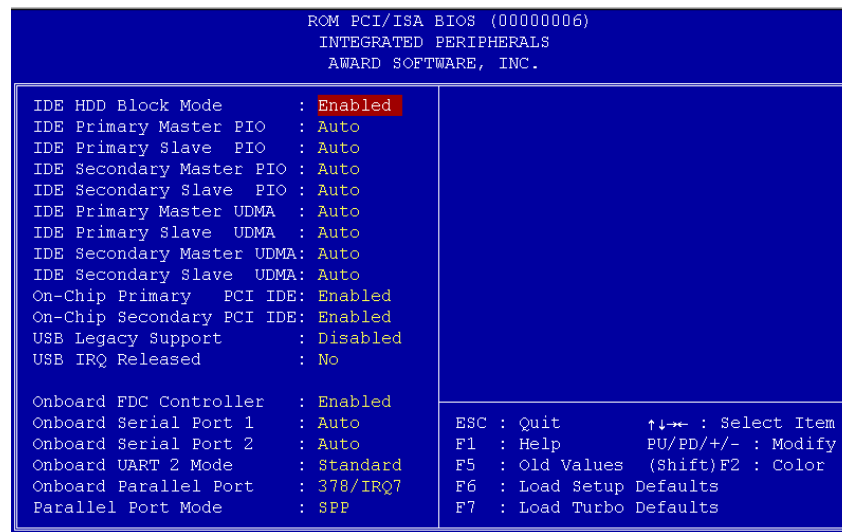 ROM PCI/ISA BIOS (00000006)
INTEGRATED PERIPHERALS
AWARD SOFTWARE, INC.
IDE HDD Block Mode : Enabled
IDE Primary Master PIO : Auto
IDE Primary Slave PIO : Auto
IDE Secondary Master PIO : Auto
IDE Secondary Slave PIO : Auto
IDE Primary Master UDMA : Auto
IDE Primary Slave UDMA : Auto
IDE Secondary Master UDMA: Auto
IDE Secondary Slave UDMA: Auto
On-Chip Primary PCI IDE: Enabled
On-Chip Secondary PCI IDE: Enabled
USB Legacy Support : Disabled
USB IRQ Released : No
Onboard FDC Controller : Enabled
Onboard Serial Port 1 : Auto
Onboard Serial Port 2 : Auto
Onboard UART 2 Mode : Standard
Onboard Parallel Port : 378/IRQ7
Parallel Port Mode : SPP
ESC : Quit ↑↓→← : Select Item
F1 : Help PU/PD/+/- : Modify
F5 : Old Values (Shift)F2 : Color
F6 : Load Setup Defaults
F7 : Load Turbo Defaults